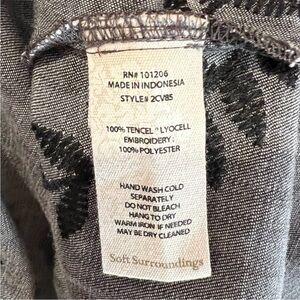 RN# 101206
MADE IN INDONESIA
STYLE# 2CV85
100% TENCEL™ LYOCELL
EMBROIDERY:
100% POLYESTER
HAND WASH COLD
SEPARATELY
DO NOT BLEACH
HANG TO DRY
WARM IRON IF NEEDED
MAY BE DRY CLEANED
Soft Surroundings